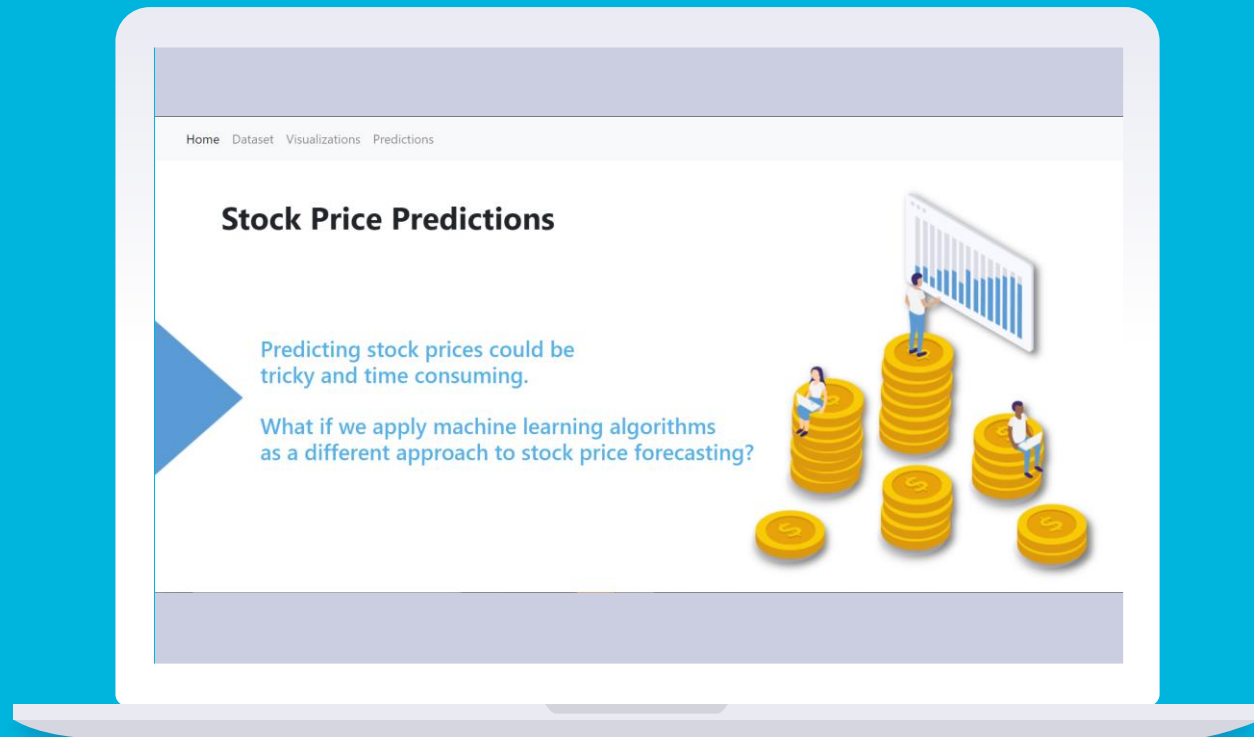 Home Dataset Visualizations Predictions
Stock Price Predictions
Predicting stock prices could be
tricky and time consuming.
What if we apply machine learning algorithms
as a different approach to stock price forecasting?